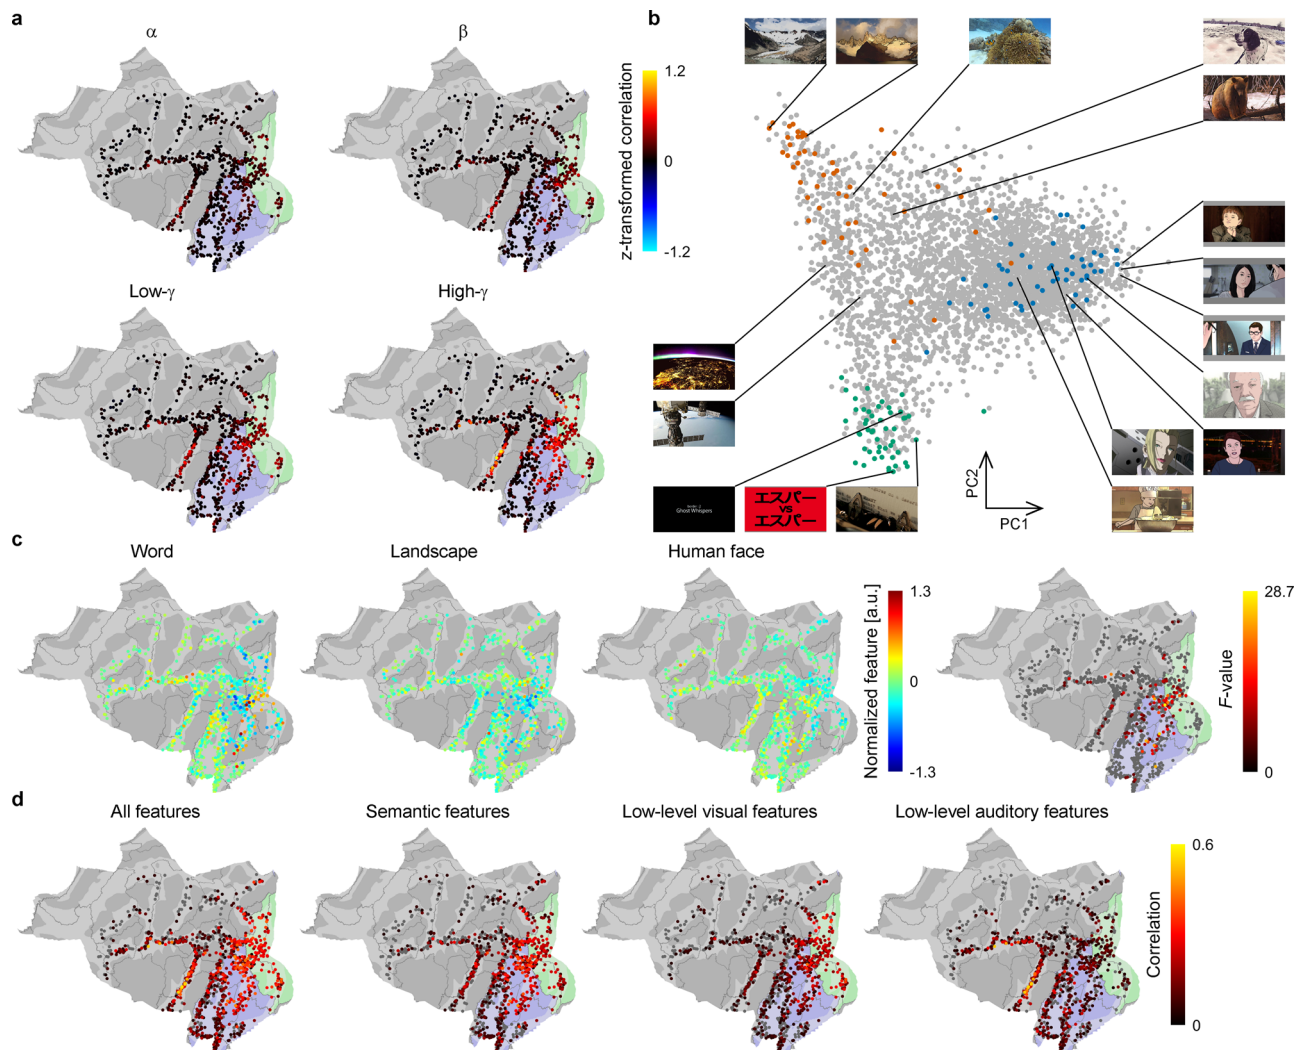 a
α
β
1.2
0
-1.2
z-transformed correlation
Low-γ
High-γ
b
Ghost Whispers
エスパー
vs
エスパー
PC2
PC1
c
Word
Landscape
Human face
Normalized feature [a.u.]
1.3
0
-1.3
F-value
28.7
0
d
All features
Semantic features
Low-level visual features
Low-level auditory features
Correlation
0.6
0